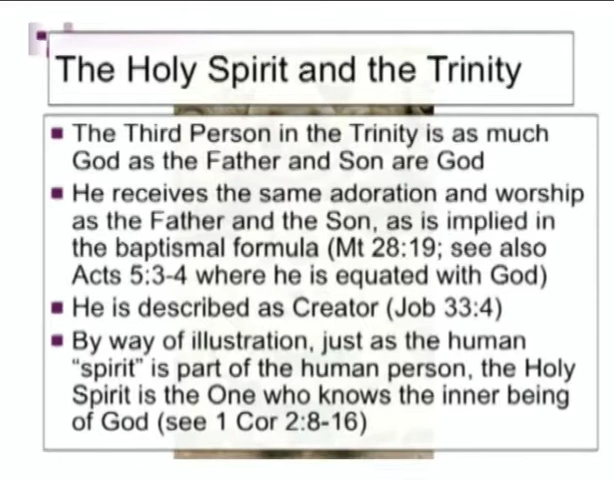 The Holy Spirit and the Trinity
The Third Person in the Trinity is as much
God as the Father and Son are God
He receives the same adoration and worship
as the Father and the Son, as is implied in
the baptismal formula (Mt 28:19; see also
Acts 5:3-4 where he is equated with God)
He is described as Creator (Job 33:4)
By way of illustration, just as the human
“spirit” is part of the human person, the Holy
Spirit is the One who knows the inner being
of God (see 1 Cor 2:8-16)